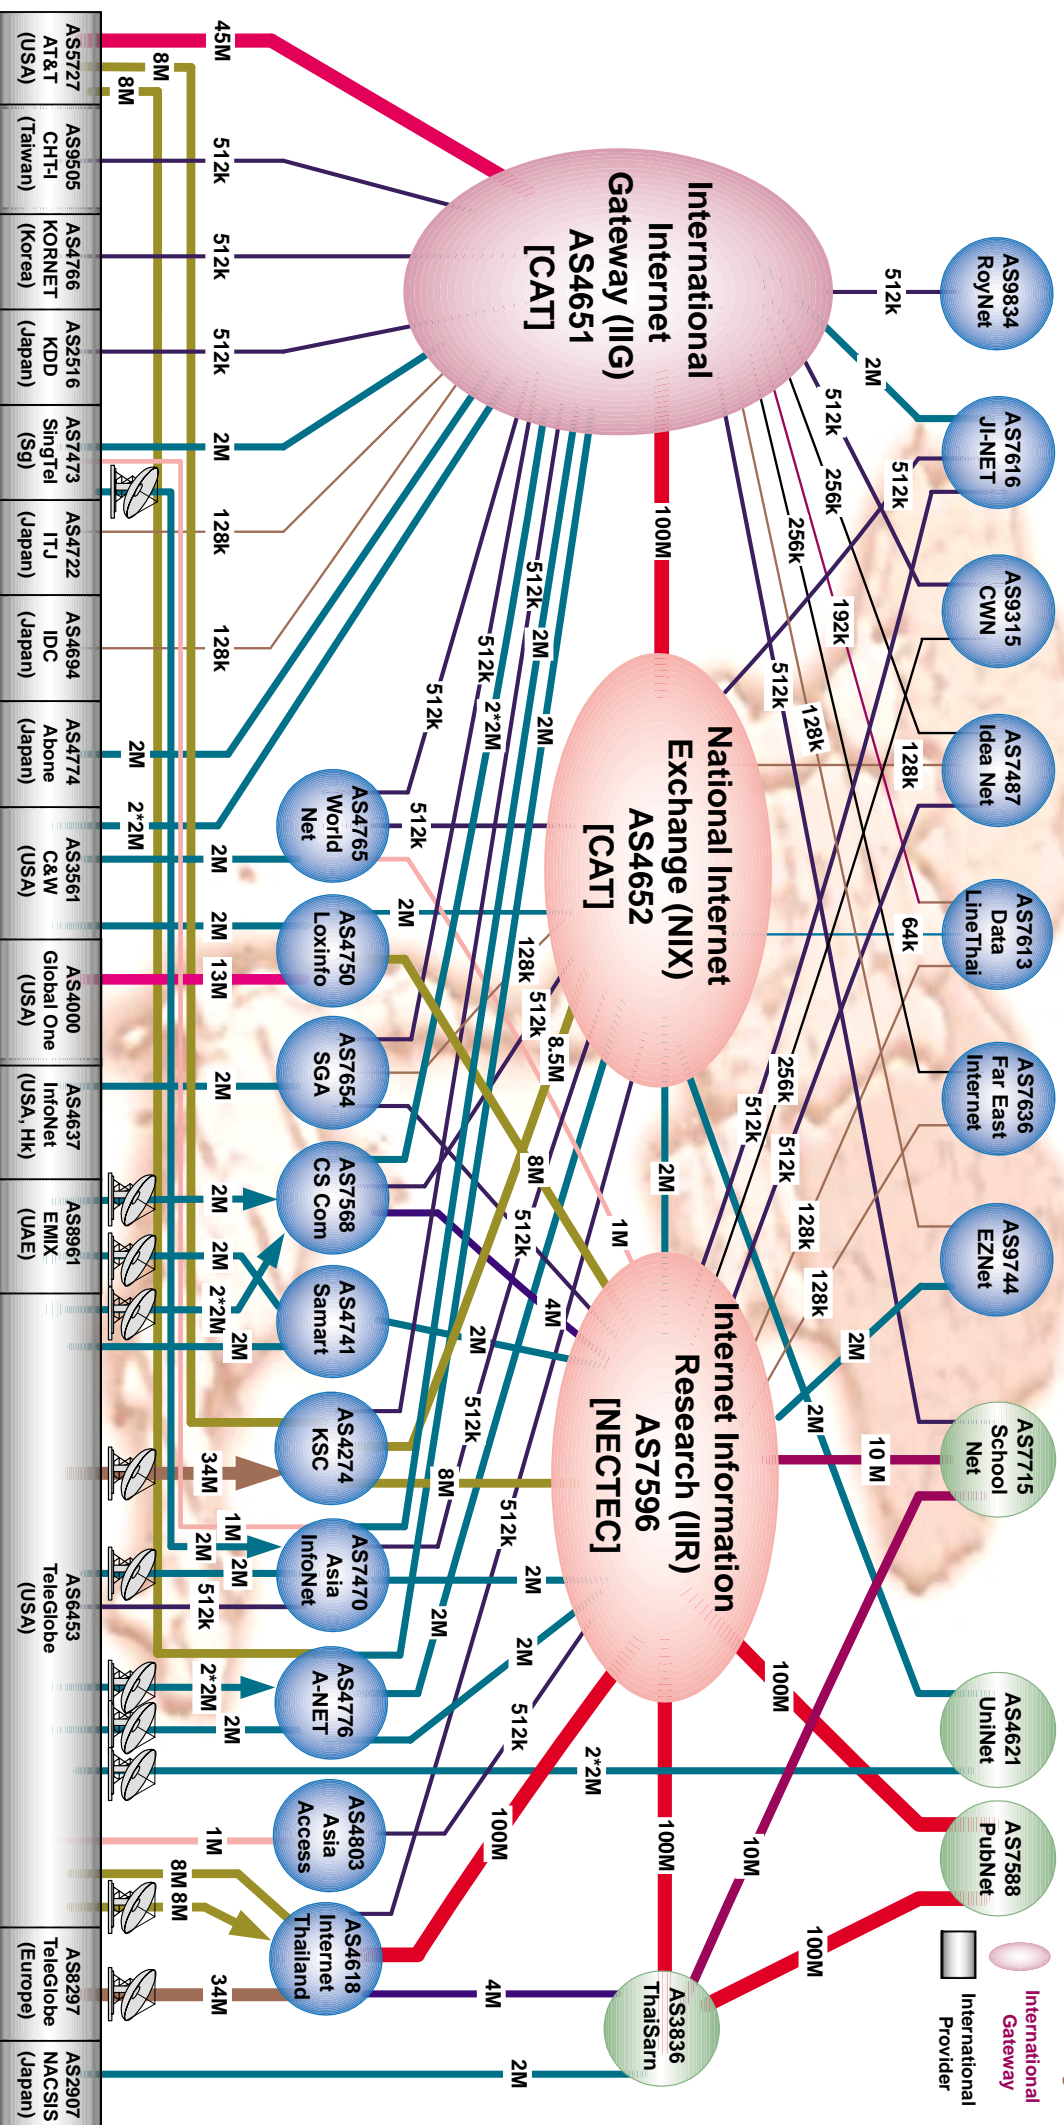 AS5727
AT&T
(USA)
AS9505
CHT-I
(Taiwan)
AS4766
KORNET
(Korea)
AS2516
KDD
(Japan)
AS7473
SingTel
(Sg)
AS4722
ITJ
(Japan)
AS4694
IDC
(Japan)
AS4774
Abone
(Japan)
AS3561
C&W
(USA)
AS4000
Global One
(USA)
AS4637
InfoNet
(USA, Hk)
AS8961
EMIX
(UAE)
AS6453
TeleGlobe
(USA)
AS8297
TeleGlobe
(Europe)
AS2907
NACSIS
(Japan)
45M
8M
8M
512k
512k
512k
2M
128k
128k
2M
2*2M
2M
2M
13M
2M
2M
2M
2*2M
2M
34M
1M
2M
2M
512k
2*2M
2M
1M
8M
8M
34M
AS4765
World
Net
AS4750
Loxinfo
AS7654
SGA
AS7568
CS Com
AS4741
Samart
AS4274
KSC
AS7470
Asia
InfoNet
AS4776
A-NET
AS4803
Asia
Access
AS4618
Internet
Thailand
512k
512k
2*2M
512k
2M
2M
512k
2M
128k
512k
8.5M
8M
512k
1M
4M
2M
512k
8M
512k
2M
2M
2M
512k
2*2M
100M
4M
2M
International
Internet
Gateway (IIG)
AS4651
[CAT]
100M
National Internet
Exchange (NIX)
AS4652
[CAT]
2M
Internet Information
Research (IIR)
AS7596
[NECTEC]
100M
AS3836
ThaiSarn
512k
2M
512k
256k
512k
256k
192k
512k
128k
128k
64k
256k
512k
512k
128k
128k
2M
2M
10 M
100M
10M
100M
AS9834
RoyNet
AS7616
JI-NET
AS9315
CWN
AS7487
Idea Net
AS7613
Data
LineThai
AS7636
Far East
Internet
AS9744
EZNet
AS7715
School
Net
AS4621
UniNet
AS7588
PubNet
International
Gateway
International
Provider